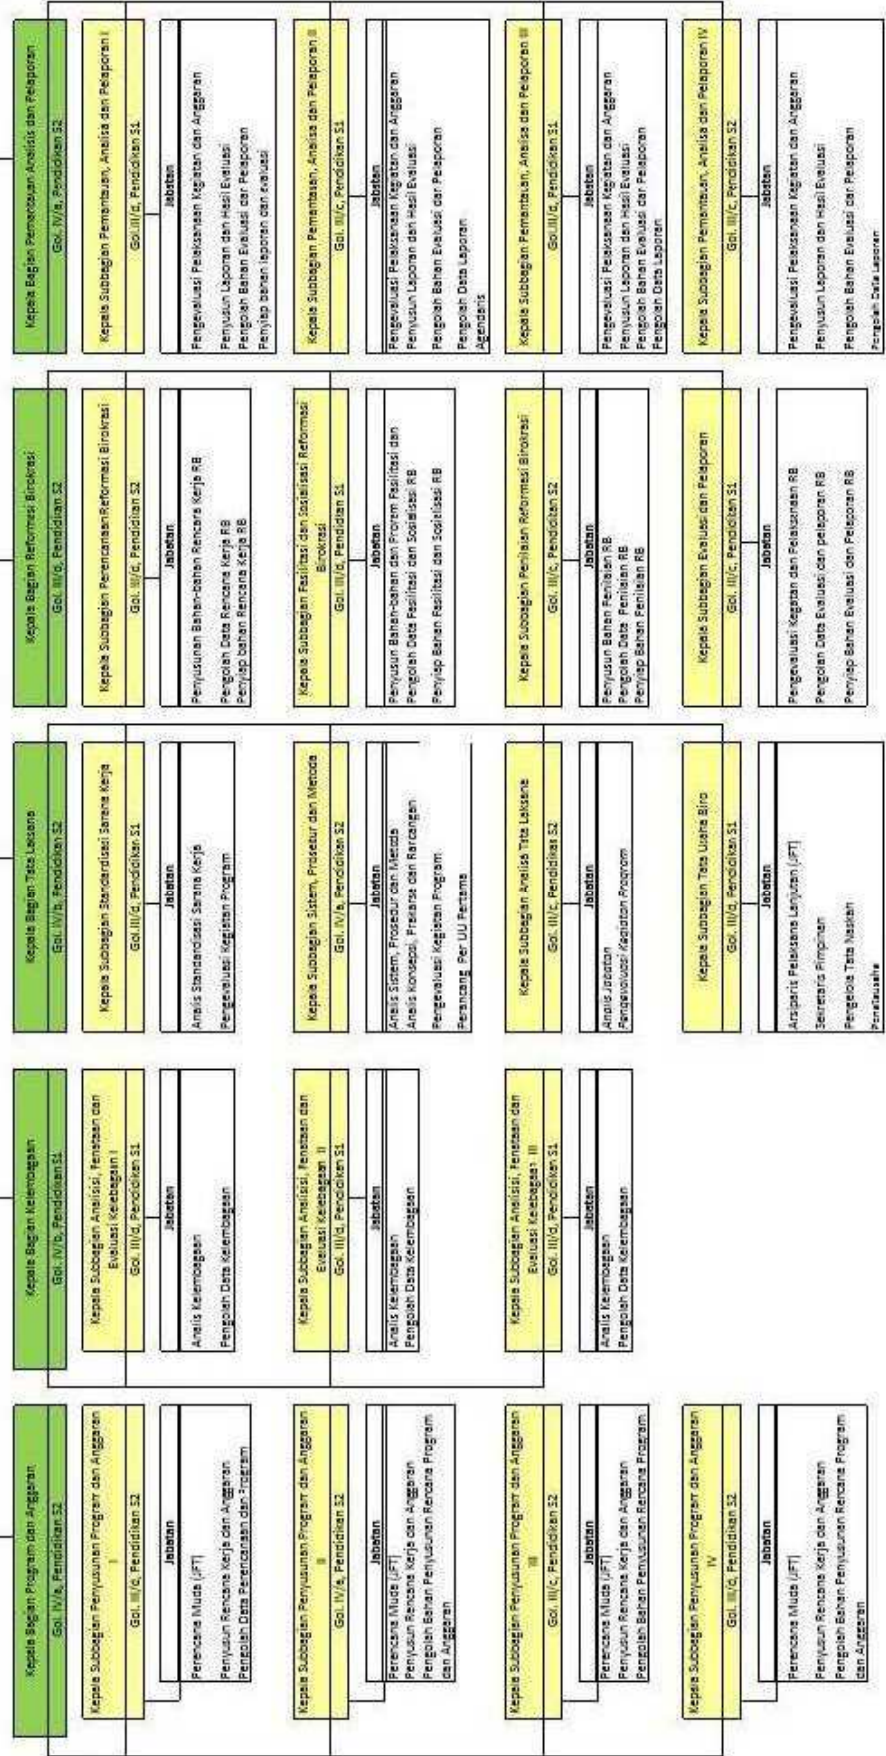 Kepala Bagian Program dan Anggaran
Gol. IV/a, Pendidikan S2
Kepala Subbagian Penyusunan Program dan Anggaran
I
Gol. III/d, Pendidikan S2
Jabatan
Perencana Muda (JFT)
Penyusun Rencana Kerja dan Anggaran
Pengolah Data Perencanaan dan Program
Kepala Subbagian Penyusunan Program dan Anggaran
II
Gol. IV/a, Pendidikan S2
Jabatan
Perencana Muda (JFT)
Penyusun Rencana Kerja dan Anggaran
Pengolah Bahan Penyusunan Rencana Program
dan Anggaran
Kepala Subbagian Penyusunan Program dan Anggaran
III
Gol. III/c, Pendidikan S2
Jabatan
Perencana Muda (JFT)
Penyusun Rencana Kerja dan Anggaran
Pengolah Bahan Penyusunan Rencana Program
Kepala Subbagian Penyusunan Program dan Anggaran
IV
Gol. III/d, Pendidikan S2
Jabatan
Perencana Muda (JFT)
Penyusun Rencana Kerja dan Anggaran
Pengolah Bahan Penyusunan Rencana Program
dan Anggaran
Kepala Bagian Kelembagaan
Gol. IV/b, Pendidikan S1
Kepala Subbagian Analisisi, Penataan dan
Evaluasi Kelebagaan I
Gol. III/d, Pendidikan S1
Jabatan
Analis Kelembagaan
Pengolah Data Kelembagaan
Kepala Subbagian Analisisi, Penataan dan
Evaluasi Kelebagaan II
Gol. III/d, Pendidikan S1
Jabatan
Analis Kelembagaan
Pengolah Data Kelembagaan
Kepala Subbagian Analisisi, Penataan dan
Evaluasi Kelebagaan III
Gol. III/d, Pendidikan S1
Jabatan
Analis Kelembagaan
Pengolah Data Kelembagaan
Kepala Bagian Tata Laksana
Gol. IV/b, Pendidikan S2
Kepala Subbagian Standardisasi Sarana Kerja
Gol.III/d, Pendidikan S1
Jabatan
Analis Standardisasi Sarana Kerja
Pengevaluasi Kegiatan Program
Kepala Subbagian Sistem, Prosedur dan Metoda
Gol. IV/a, Pendidikan S2
Jabatan
Analis Sistem, Prosedur dan Metoda
Analis Konsepsi, Prakarsa dan Rancangan
Pengevaluasi Kegiatan Program
Perancang Per UU Pertama
Kepala Subbagian Analisa Tata Laksana
Gol. III/c, Pendidikas S2
Jabatan
Analis Jabatan
Pengevaluasi Kegiatan Program
Kepala Subbagian Tata Usaha Biro
Gol. III/d, Pendidikan S1
Jabatan
Arsiparis Pelaksana Lanjutan (JFT)
Sekretaris Pimpinan
Pengelola Tata Naskah
Penatausaha
Kepala Bagian Reformasi Birokrasi
Gol. III/d, Pendidikan S2
Kepala Subbagian Perencanaan Reformasi Birokrasi
Gol. III/d, Pendidikan S2
Jabatan
Penyusunan Bahan-bahan Rencana Kerja RB
Pengolah Data Rencana Kerja RB
Penyiap bahan Rencana Kerja RB
Kepala Subbagian Fasilitasi dan Sosialisasi Reformasi
Birokrasi
Gol. III/d, Pendidikan S1
Jabatan
Penyusun Bahan-bahan dan Prorem Fasilitasi dan
Pengolah Data Fasilitasi dan Sosialisasi RB
Penyiap Bahan Fasilitasi dan Sosialisasi RB
Kepala Subbagian Penilaian Reformasi Birokrasi
Gol. III/c, Pendidikan S2
Jabatan
Penyusun Bahan Penilaian RB
Pengolah Data Penilaian RB
Penyiap Bahan Penilaian RB
Kepala Subbagian Evaluasi dan Pelaporan
Gol. III/c, Pendidikan S1
Jabatan
Pengevaluasi Kegatan dan Pelaksanaan RB
Pengolah Data Evaluasi dan pelaporan RB
Penyiap Bahan Evaluasi dan Pelaporan RB
Kepala Bagian Pemantauan Analisis dan Pelaporan
Gol. IV/a, Pendidikan S2
Kepala Subbagian Pemantauan, Analisa dan Pelaporan I
Gol.III/d, Pendidikan S1
Jabatan
Pengevaluasi Pelaksanaan Kegiatan dan Anggaran
Penyusun Laporan dan Hasil Evaluasi
Pengolah Bahan Evaluasi dan Pelaporan
Penyiap bahan laporan dan evaluasi
Kepala Subbagian Pemantauan, Analisa dan Pelaporan II
Gol. III/c, Pendidikan S1
Jabatan
Pengevaluasi Pelaksanaan Kegiatan dan Anggaran
Penyusun Laporan dan Hasil Evaluasi
Pengolah Bahan Evaluasi dan Pelaporan
Pengolah Data Laporan
Agendaris
Kepala Subbagian Pemantauan, Analisa dan Pelaporan III
Gol.III/d, Pendidikan S1
Jabatan
Pengevaluasi Pelaksanaan Kegiatan dan Anggaran
Penyusun Laporan dan Hasil Evaluasi
Pengolah Bahan Evaluasi dan Pelaporan
Pengolah Data Laporan
Kepala Subbagian Pemantauan, Analisa dan Pelaporan IV
Gol. III/c, Pendidikan S2
Jabatan
Pengevaluasi Pelaksanaan Kegiatan dan Anggaran
Penyusun Laporan dan Hasil Evaluasi
Pengolah Bahan Evaluasi dan Pelaporan
Pengolah Data Laporan